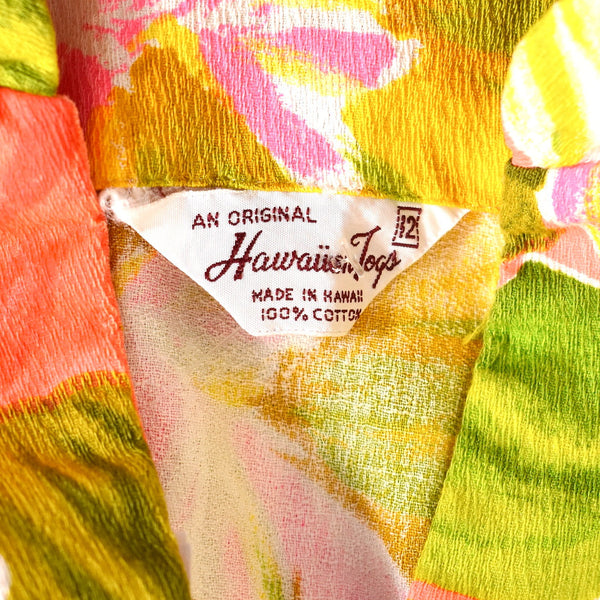 AN ORIGINAL
12
Hawaiian Togs
MADE IN HAWAII
100% COTTON